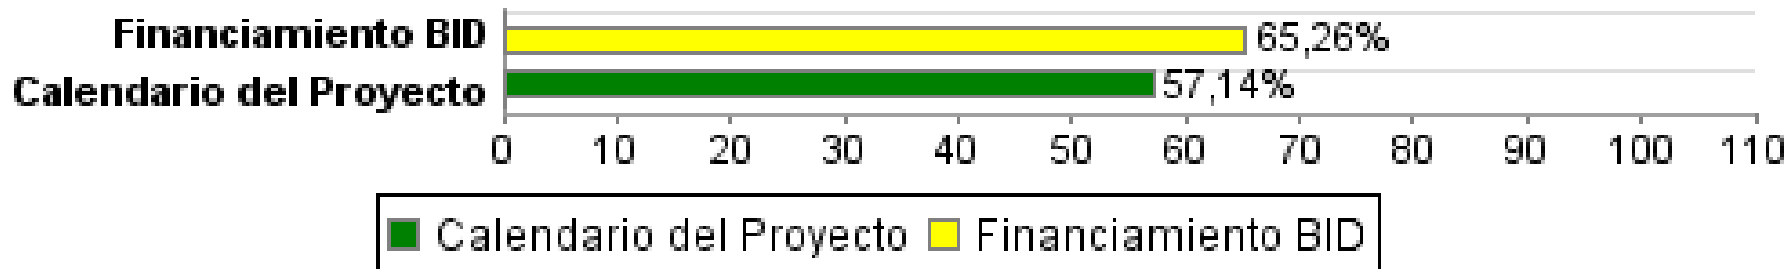 Financiamiento BID 65,26%
Calendario del Proyecto 57,14%
0 10 20 30 40 50 60 70 80 90 100 110
Calendario del Proyecto Financiamiento BID